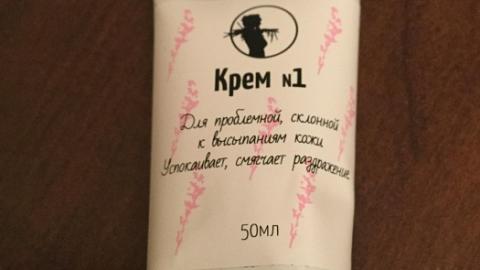 Крем №1
Для проблемной, склонной
к высыпаниям кожи
Успокаивает, смягчает раздражение
50мл